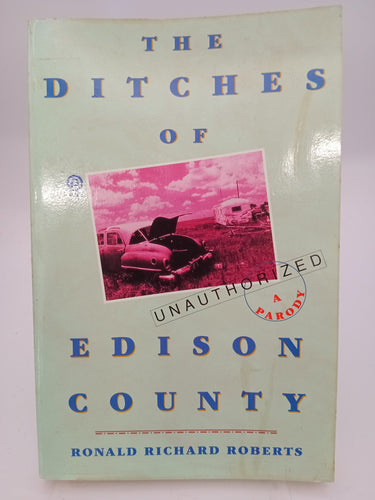 THE
DITCHES
OF
UNAUTHORIZED
A
PARODY
EDISON
COUNTY
RONALD RICHARD ROBERTS